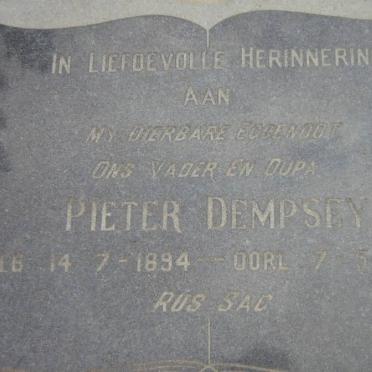 IN LIEFDEVOLLE HERINNERIN
AAN
MY DIERBARE EGGENOOT
ONS VADER EN OUPA
PIETER DEMPSEY
EB 14-7-1894 - OORL 7-
RUS SAG